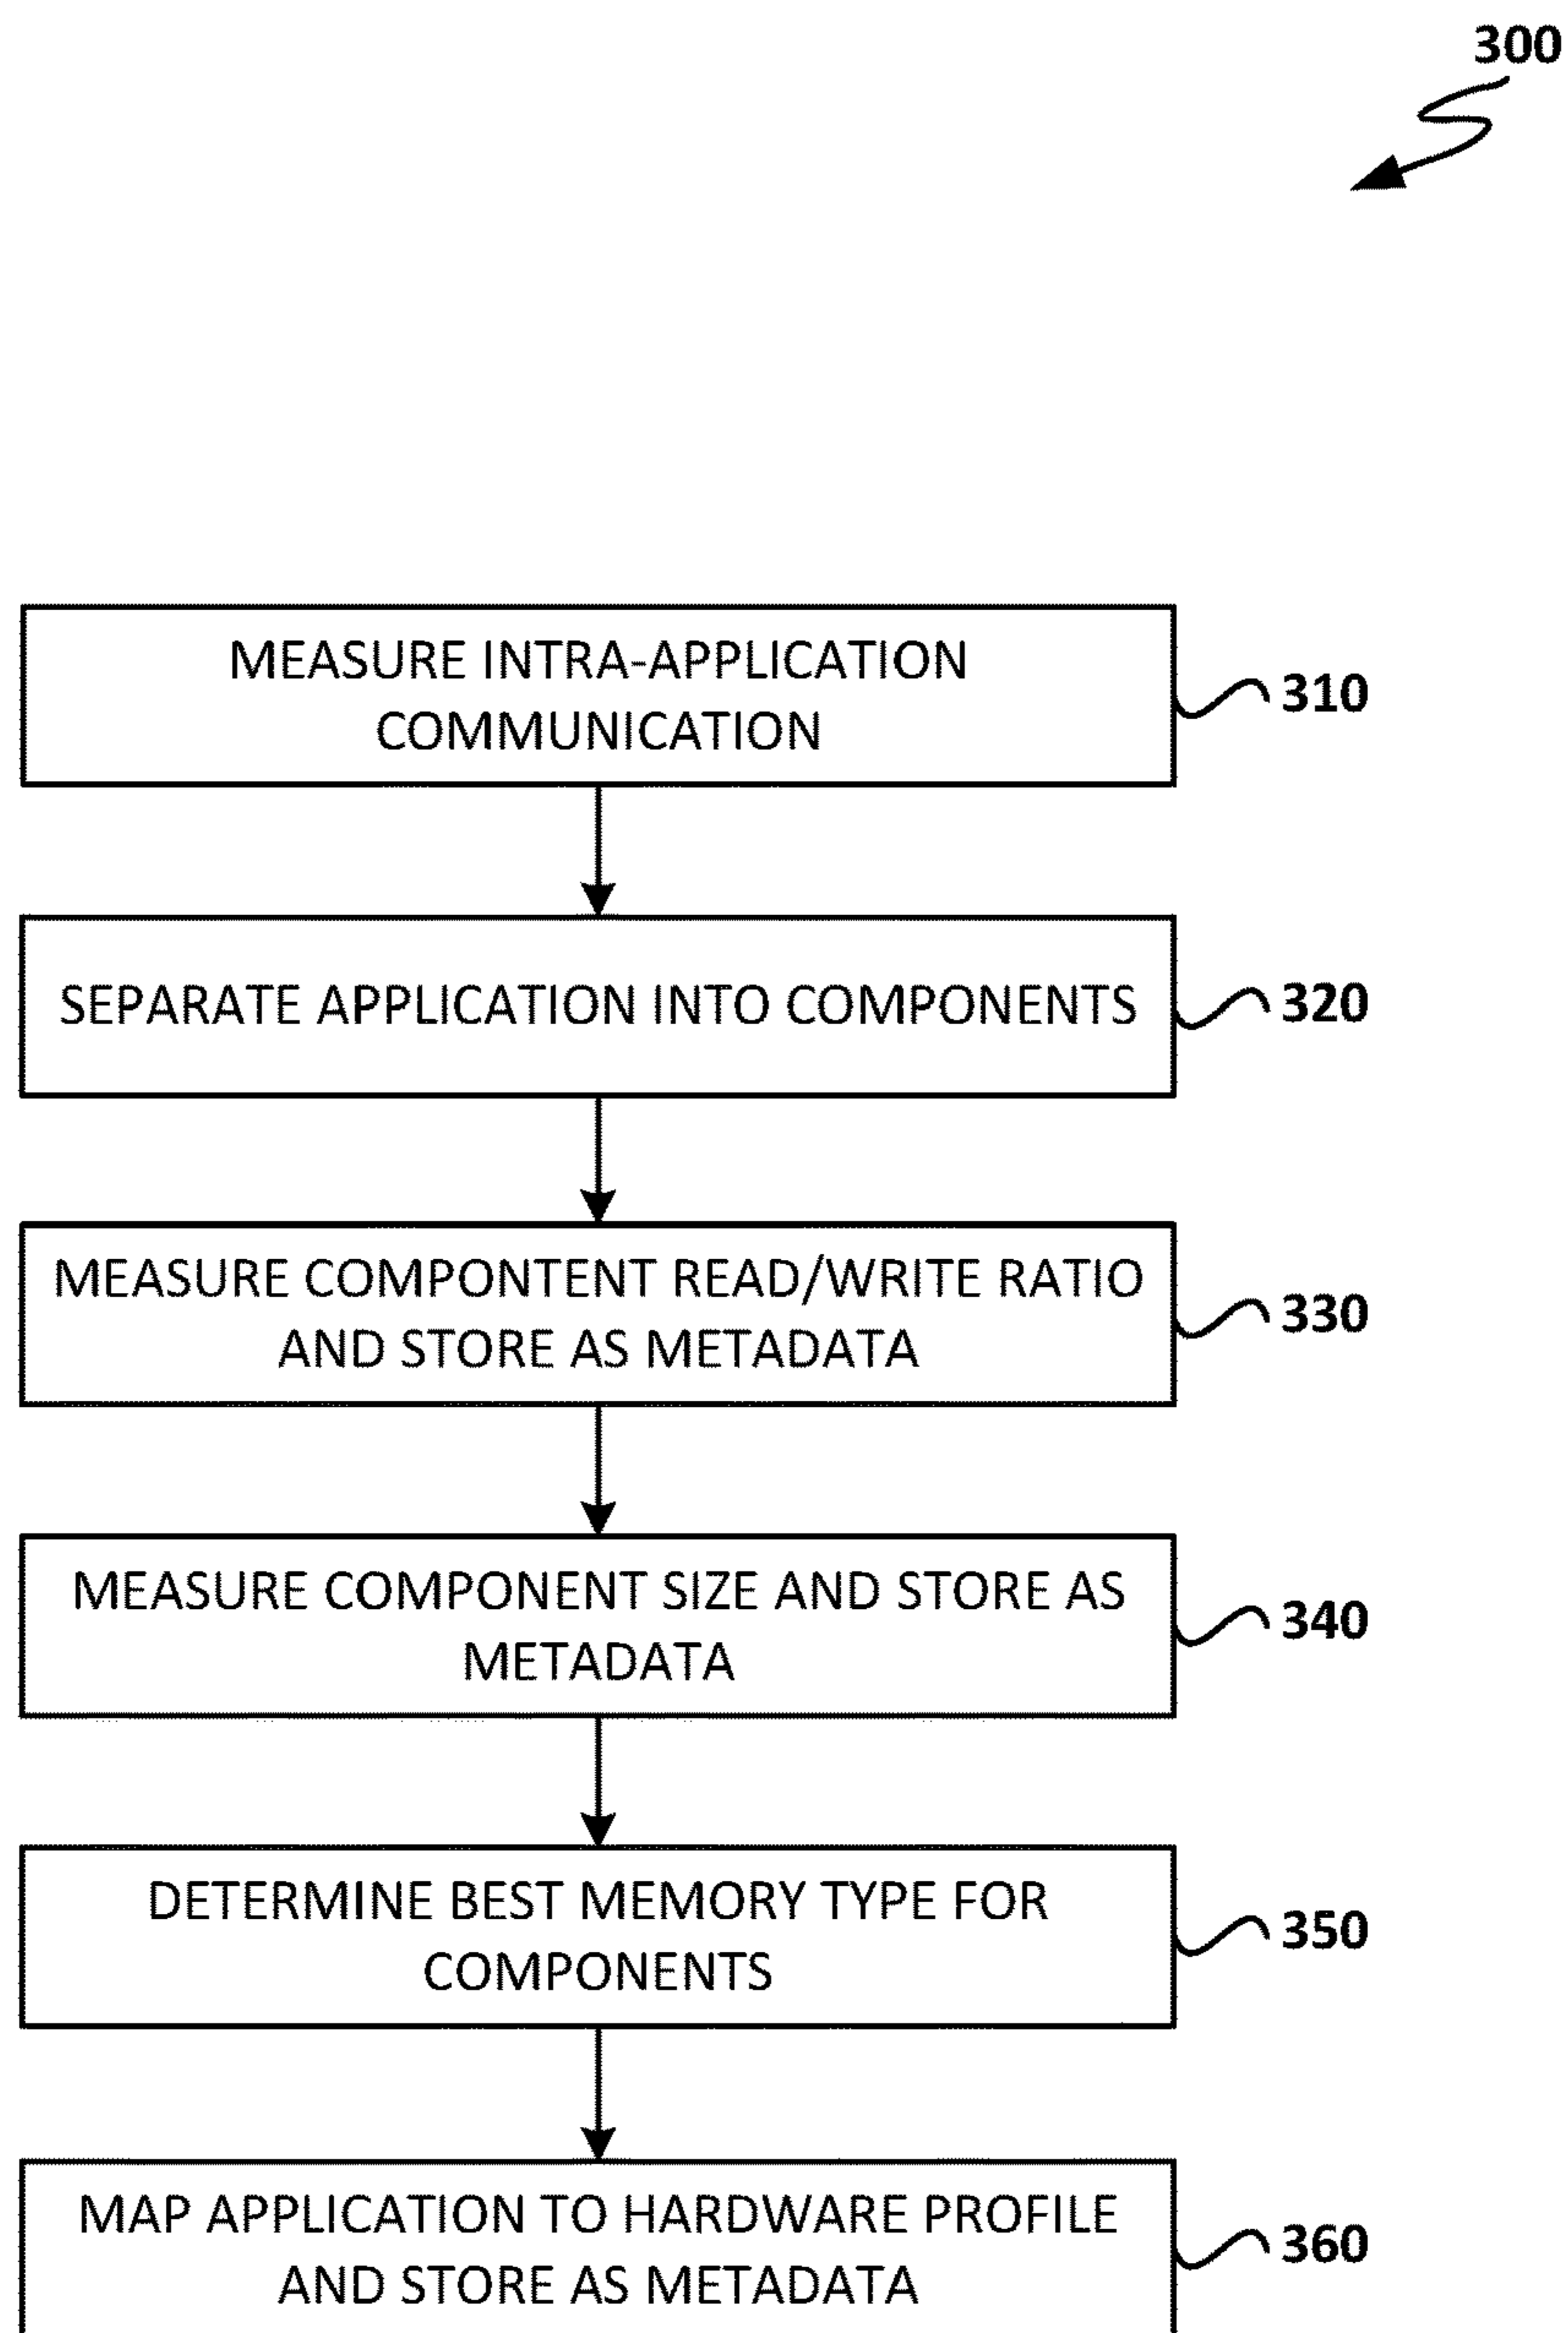 300
MEASURE INTRA-APPLICATION
COMMUNICATION
310
SEPARATE APPLICATION INTO COMPONENTS
320
MEASURE COMPONTENT READ/WRITE RATIO
AND STORE AS METADATA
330
MEASURE COMPONENT SIZE AND STORE AS
METADATA
340
DETERMINE BEST MEMORY TYPE FOR
COMPONENTS
350
MAP APPLICATION TO HARDWARE PROFILE
AND STORE AS METADATA
360